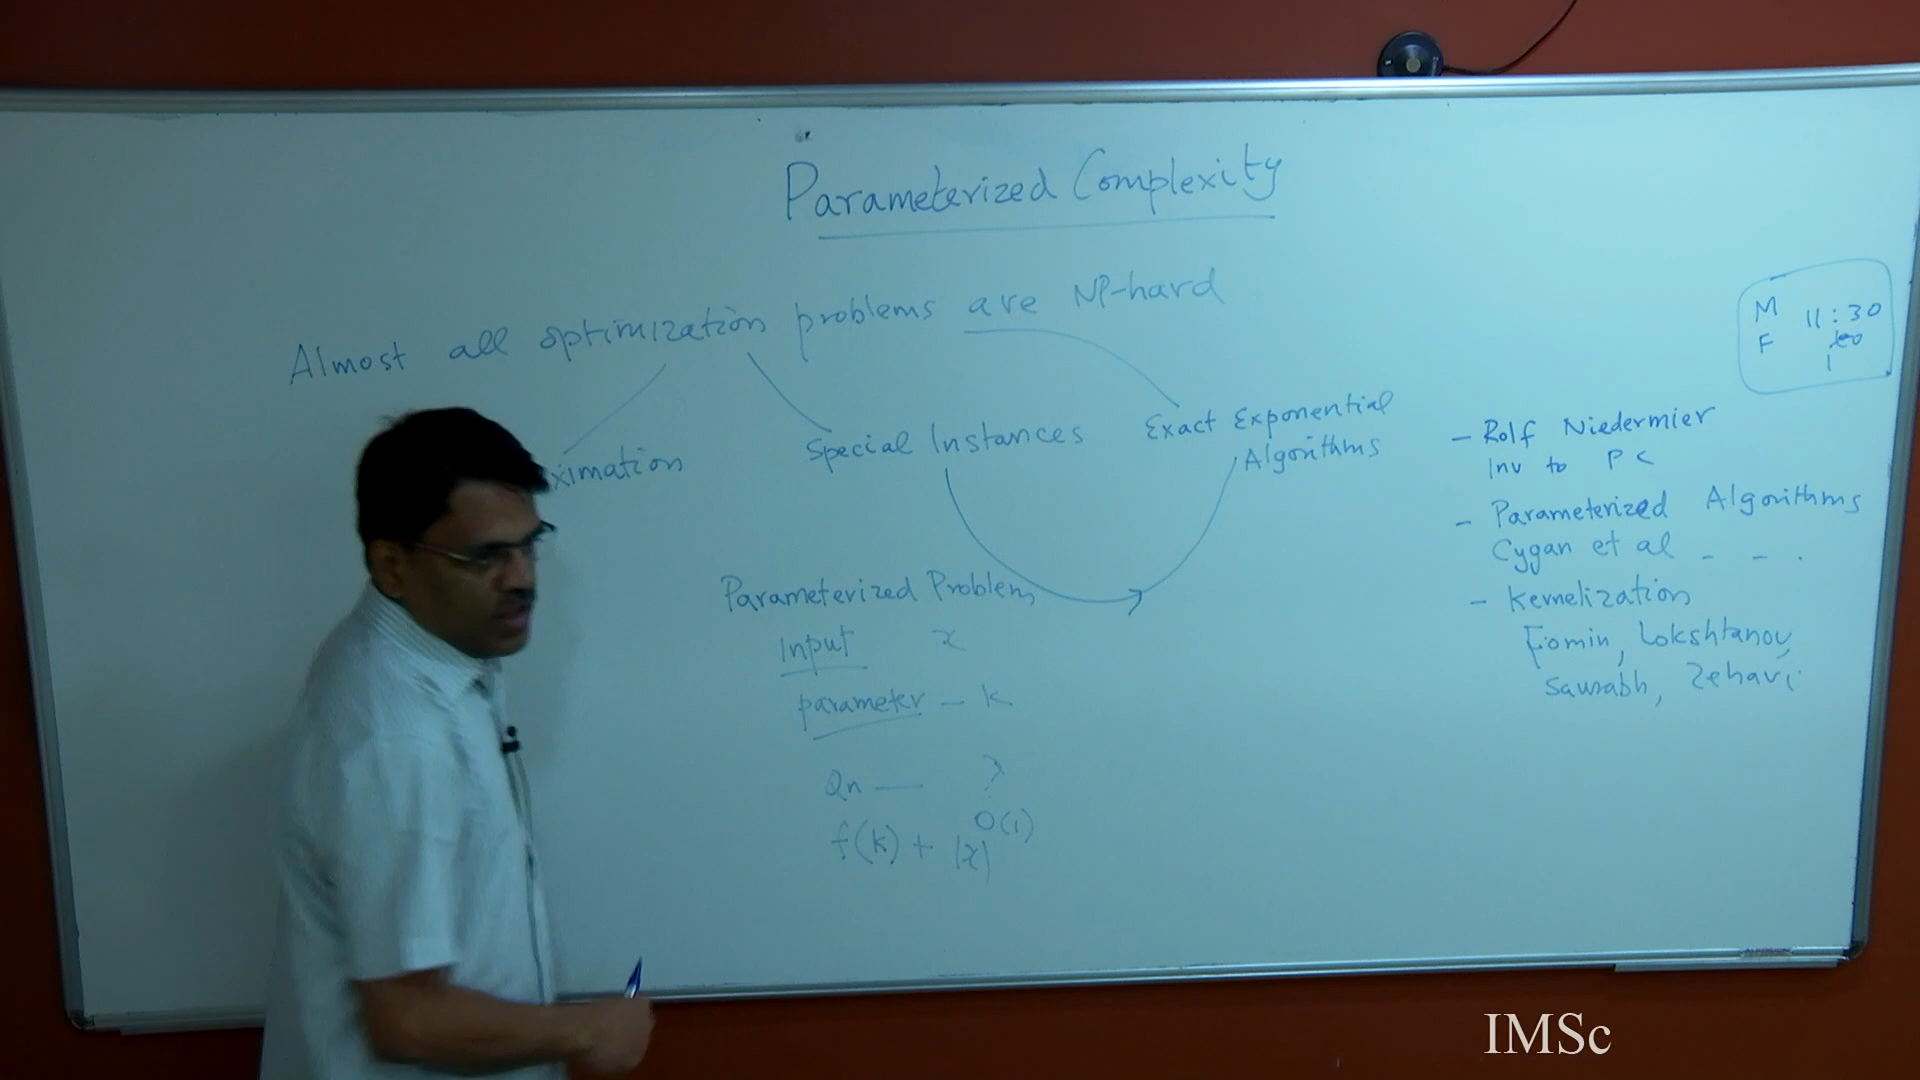 Parameterized Complexity
Almost all optimization problems are NP-hard
ximation
Special Instances
Exact Exponential
Algorithms
Parameterized Problem
Input x
parameter - k
Qn — ?
f(k) + |x|^O(1)
M 11:30
F
1
- Rolf Niedermier
Inv to PC
- Parameterized Algorithms
Cygan et al - - .
- Kernelization
Fomin, Lokshtanov,
Saurabh, Zehavi
IMSc